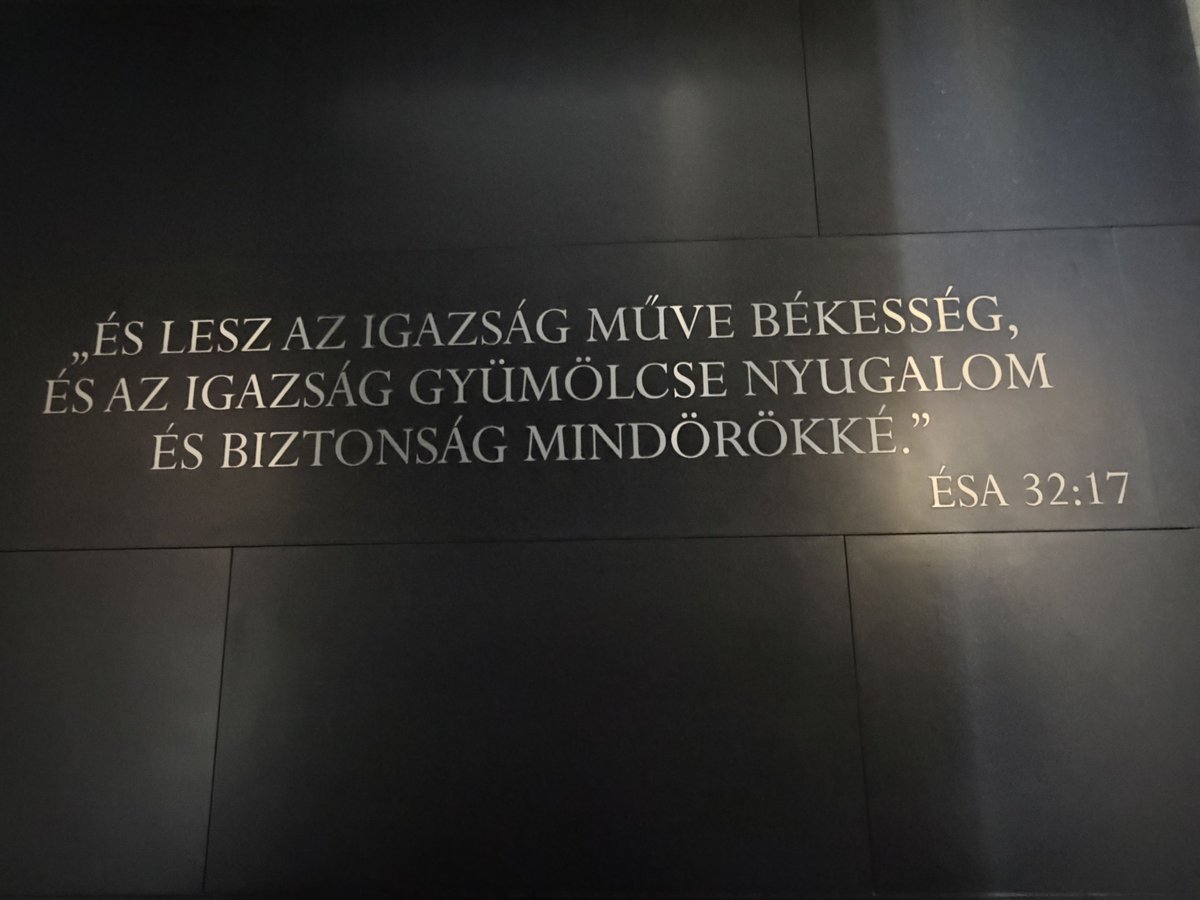 „ÉS LESZ AZ IGAZSÁG MŰVE BÉKESSÉG,
ÉS AZ IGAZSÁG GYÜMÖLCSE NYUGALOM
ÉS BIZTONSÁG MINDÖRÖKKÉ.”
ÉSA 32:17